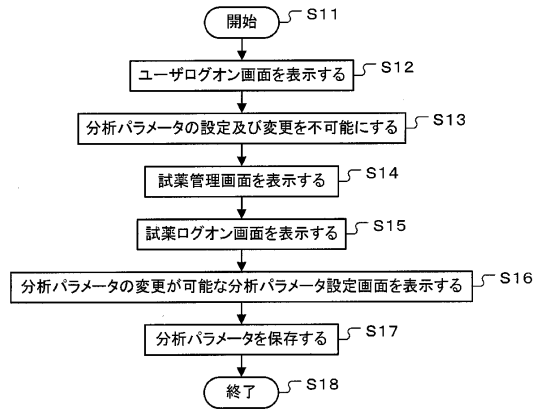 開始 S11
ユーザログオン画面を表示する S12
分析パラメータの設定及び変更を不可能にする S13
試薬管理画面を表示する S14
試薬ログオン画面を表示する S15
分析パラメータの変更が可能な分析パラメータ設定画面を表示する S16
分析パラメータを保存する S17
終了 S18